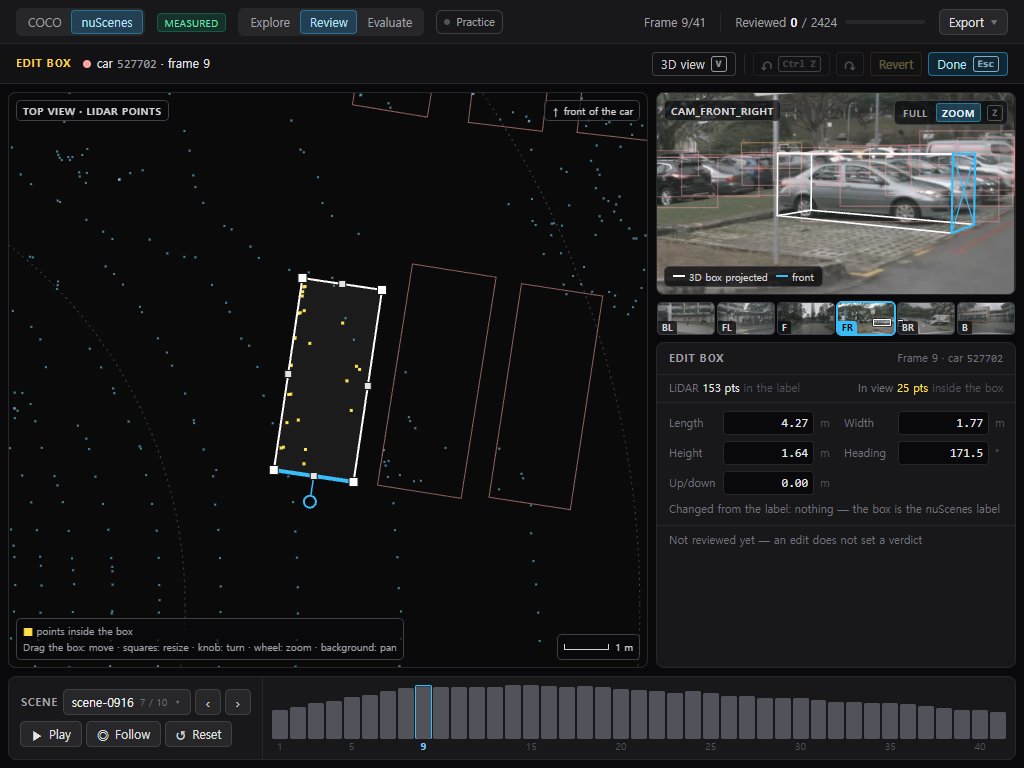 COCO nuScenes MEASURED Explore Review Evaluate Practice Frame 9/41 Reviewed 0 / 2424 Export
EDIT BOX car 527702 · frame 9 3D view V Ctrl Z Revert Done Esc
TOP VIEW · LIDAR POINTS ↑ front of the car
CAM_FRONT_RIGHT FULL ZOOM Z
3D box projected front
BL FL F FR BR B
EDIT BOX Frame 9 · car 527702
LiDAR 153 pts in the label In view 25 pts inside the box
Length 4.27 m Width 1.77 m
Height 1.64 m Heading 171.5 °
Up/down 0.00 m
Changed from the label: nothing — the box is the nuScenes label
Not reviewed yet — an edit does not set a verdict
points inside the box
Drag the box: move · squares: resize · knob: turn · wheel: zoom · background: pan
1 m
SCENE scene-0916 7 / 10 ‹ ›
Play Follow Reset
1 5 9 15 20 25 30 35 40